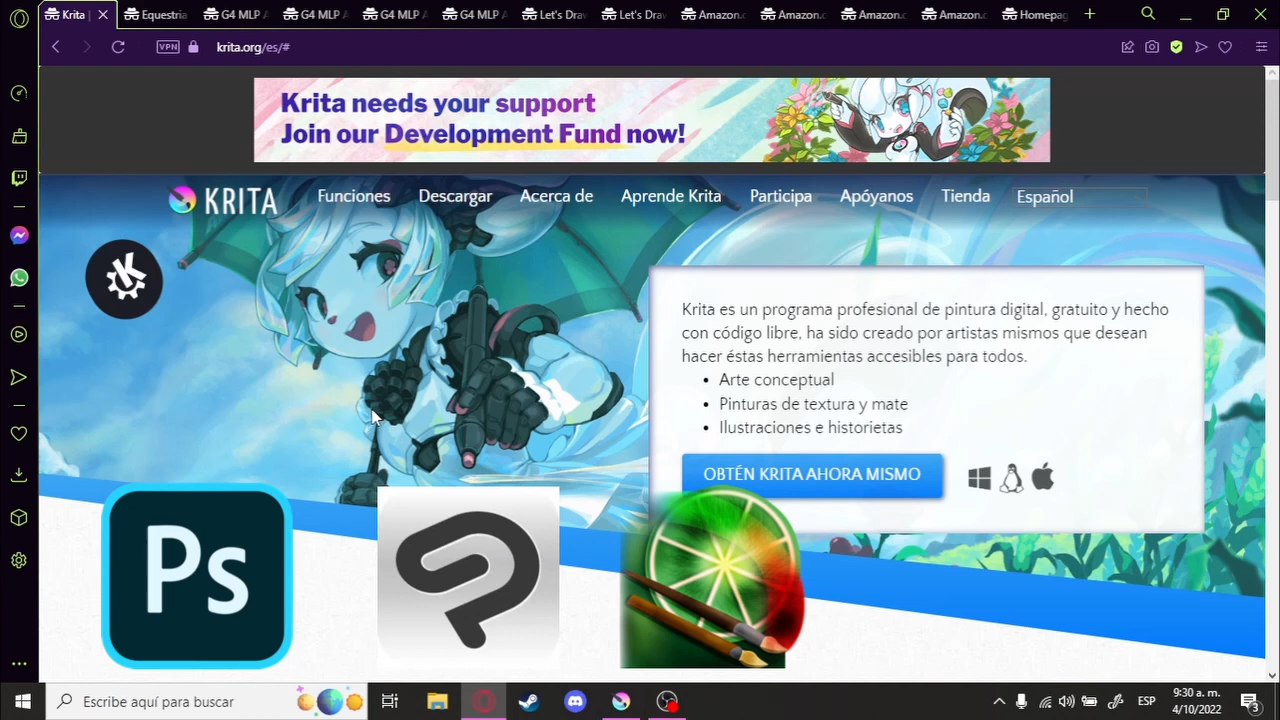 Krita |
Equestria
G4 MLP A
G4 MLP
G4 MLP A
G4 MLP A
Let's Draw
Let's Draw
Amazon.c
Amazon.c
Amazon.c
Amazon.c
Homepag
VPN
krita.org/es/#
Krita needs your support
Join our Development Fund now!
KRITA Funciones Descargar Acerca de Aprende Krita Participa Apóyanos Tienda Español
Krita es un programa profesional de pintura digital, gratuito y hecho
con código libre, ha sido creado por artistas mismos que desean
hacer éstas herramientas accesibles para todos.
• Arte conceptual
• Pinturas de textura y mate
• Ilustraciones e historietas
OBTÉN KRITA AHORA MISMO
Ps
Escribe aquí para buscar
ESP
9:30 a. m.
4/10/2022
3